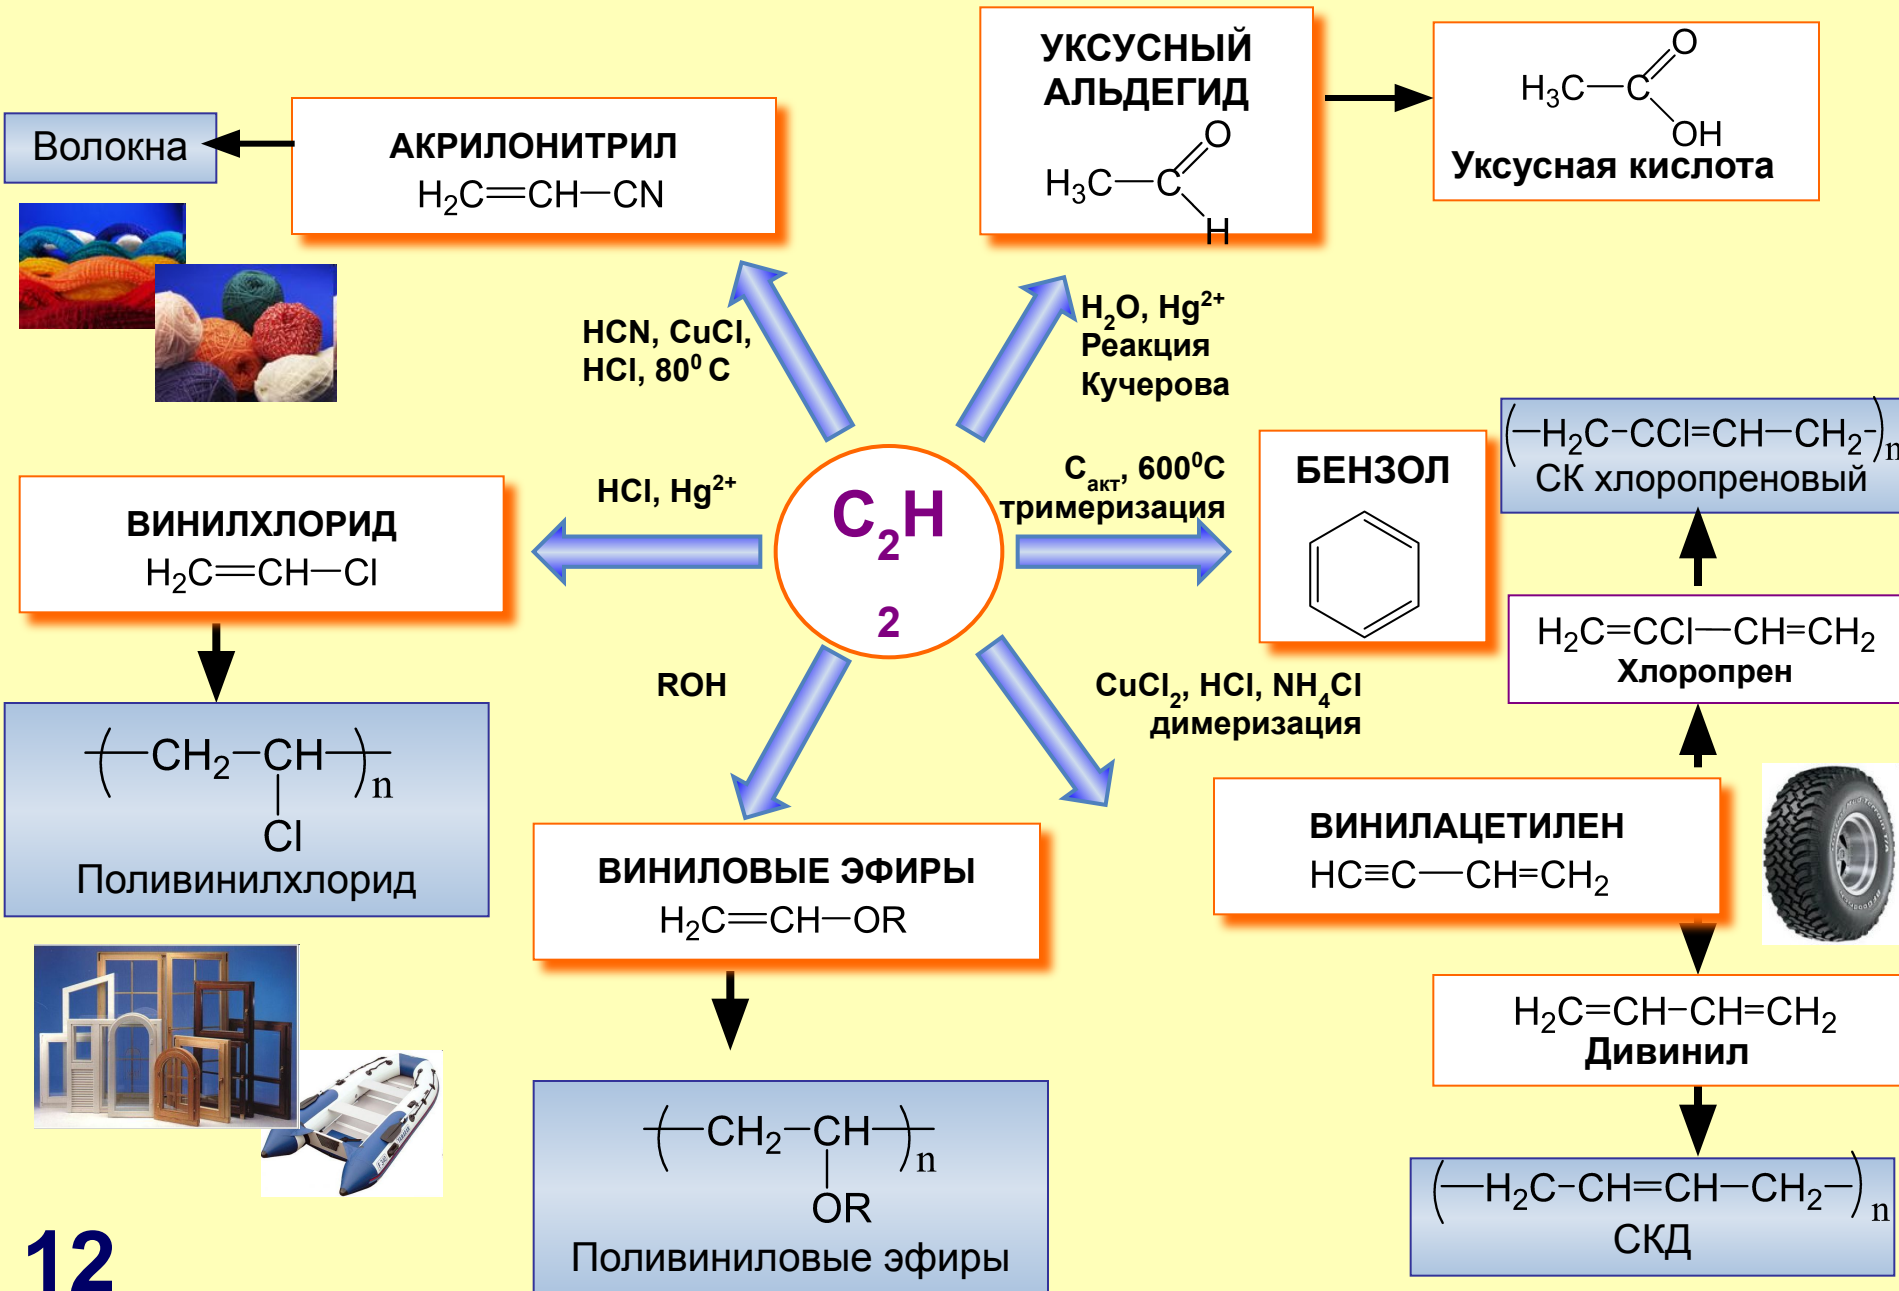 УКСУСНЫЙ
АЛЬДЕГИД
H₃C—C
O
H
O
H₃C—C
OH
Уксусная кислота
Волокна
АКРИЛОНИТРИЛ
H₂C=CH—CN
HCN, CuCl,
HCl, 80⁰ C
H₂O, Hg²⁺
Реакция
Кучерова
(—H₂C-CCl=CH—CH₂-)n
СК хлоропреновый
ВИНИЛХЛОРИД
H₂C=CH—Cl
HCl, Hg²⁺
C₂H
2
Cакт, 600⁰C
тримеризация
БЕНЗОЛ
H₂C=CCl—CH=CH₂
Хлоропрен
ROH
CuCl₂, HCl, NH₄Cl
димеризация
(—CH₂—CH—)n
Cl
Поливинилхлорид
ВИНИЛОВЫЕ ЭФИРЫ
H₂C=CH—OR
ВИНИЛАЦЕТИЛЕН
HC≡C—CH=CH₂
H₂C=CH-CH=CH₂
Дивинил
(—CH₂—CH—)n
OR
Поливиниловые эфиры
(—H₂C-CH=CH—CH₂—)n
СКД
12